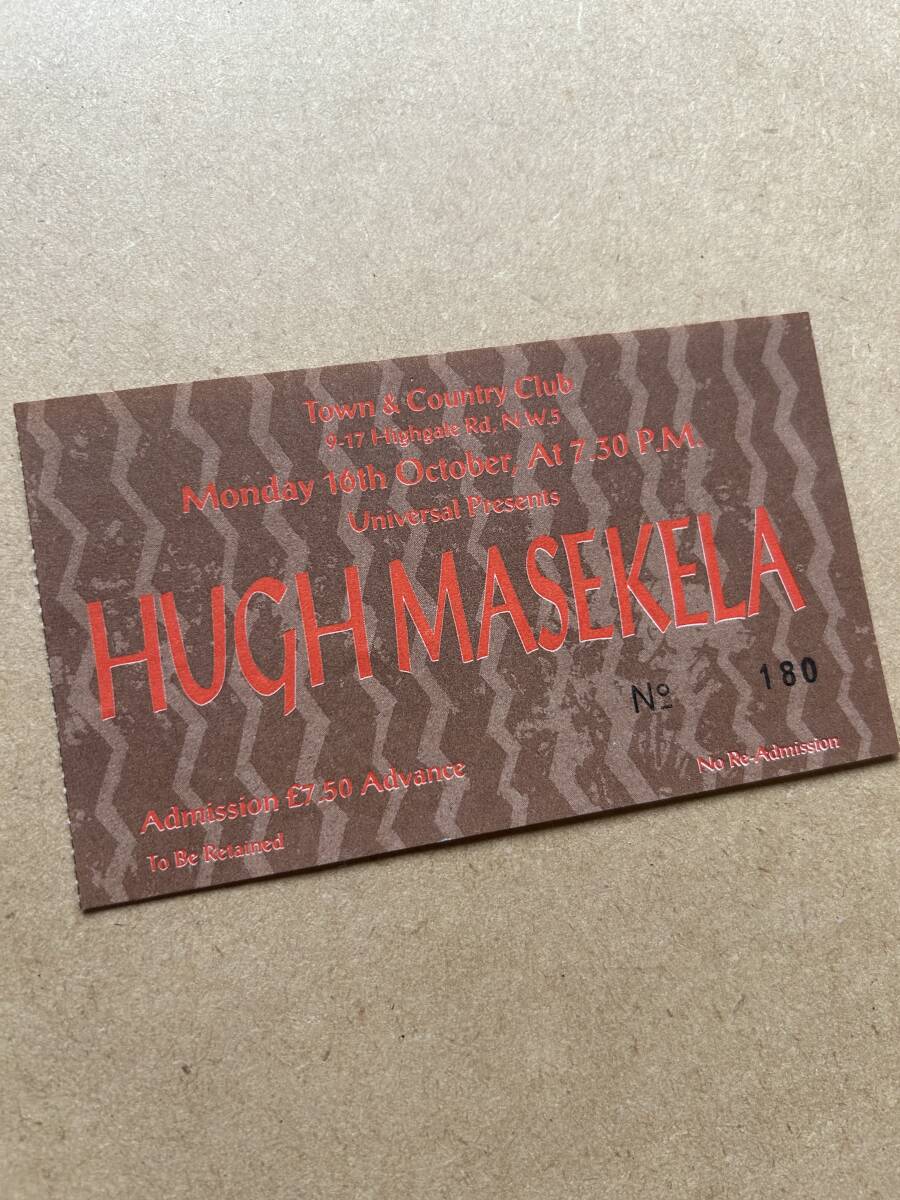 Town & Country Club
9-17 Highgate Rd, N.W.5
Monday 16th October, At 7.30 P.M.
Universal Presents
HUGH MASEKELA
Nº 180
Admission £7.50 Advance
No Re-Admission
To Be Retained